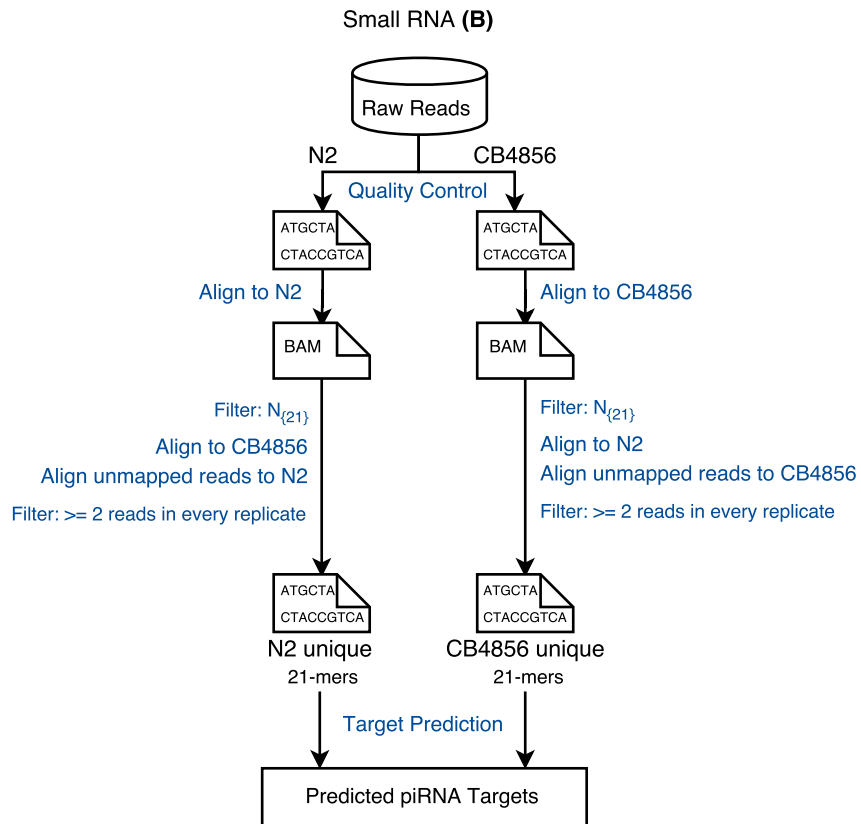 Small RNA (B)
Raw Reads
N2 CB4856
Quality Control
ATGCTA ATGCTA
CTACCGTCA CTACCGTCA
Align to N2 Align to CB4856
BAM BAM
Filter: N{21} Filter: N{21}
Align to CB4856 Align to N2
Align unmapped reads to N2 Align unmapped reads to CB4856
Filter: >= 2 reads in every replicate Filter: >= 2 reads in every replicate
ATGCTA ATGCTA
CTACCGTCA CTACCGTCA
N2 unique CB4856 unique
21-mers 21-mers
Target Prediction
Predicted piRNA Targets